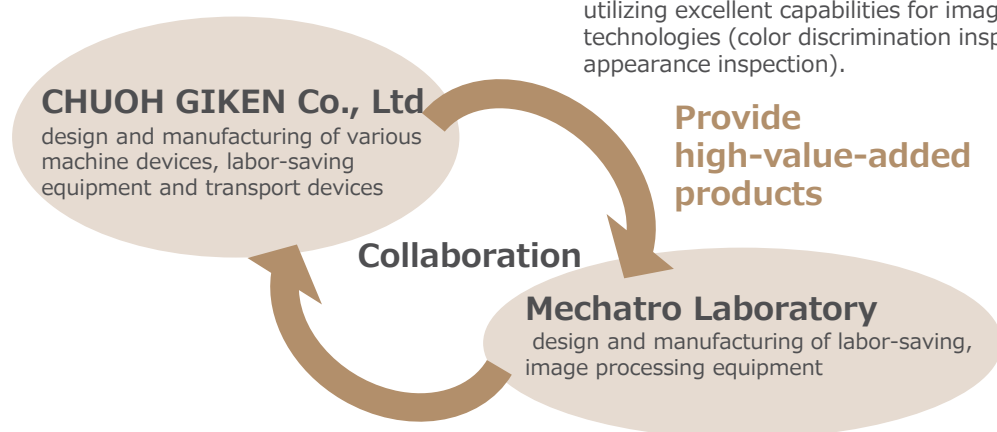 utilizing excellent capabilities for
technologies (color discrimination
appearance inspection).
CHUOH GIKEN Co., Ltd
design and manufacturing of various
machine devices, labor-saving
equipment and transport devices
Provide
high-value-added
products
Collaboration
Mechatro Laboratory
design and manufacturing of labor-saving,
image processing equipment